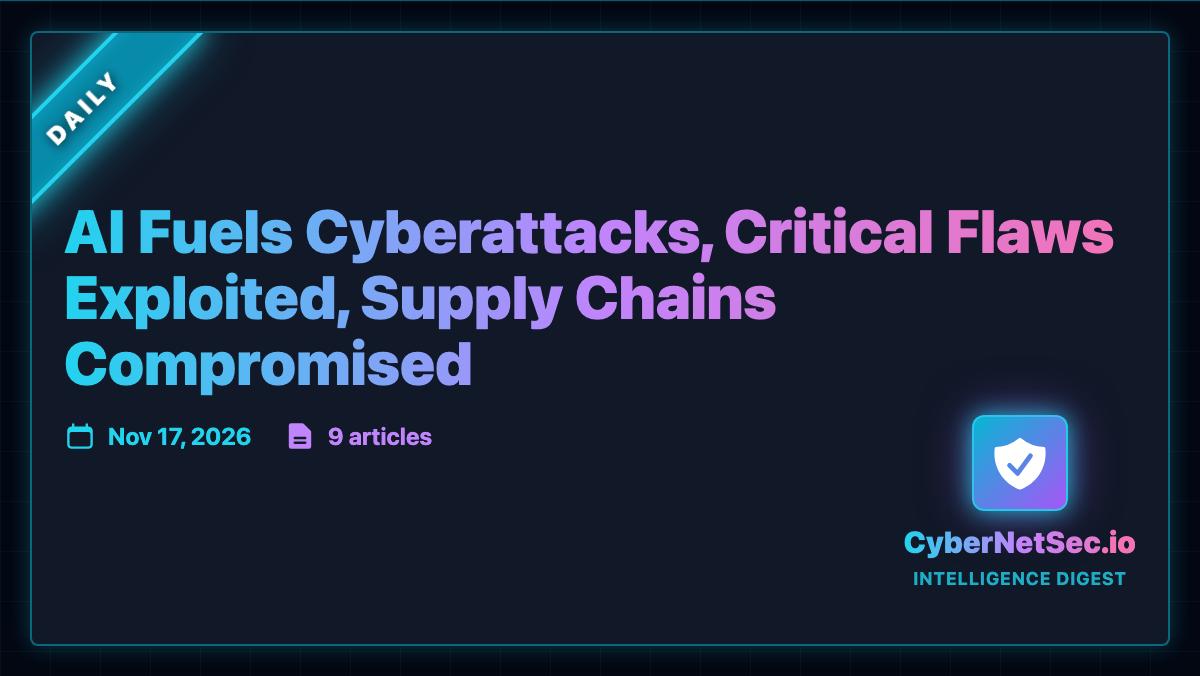 DAILY
AI Fuels Cyberattacks, Critical Flaws
Exploited, Supply Chains
Compromised
Nov 17, 2026
9 articles
CyberNetSec.io
INTELLIGENCE DIGEST